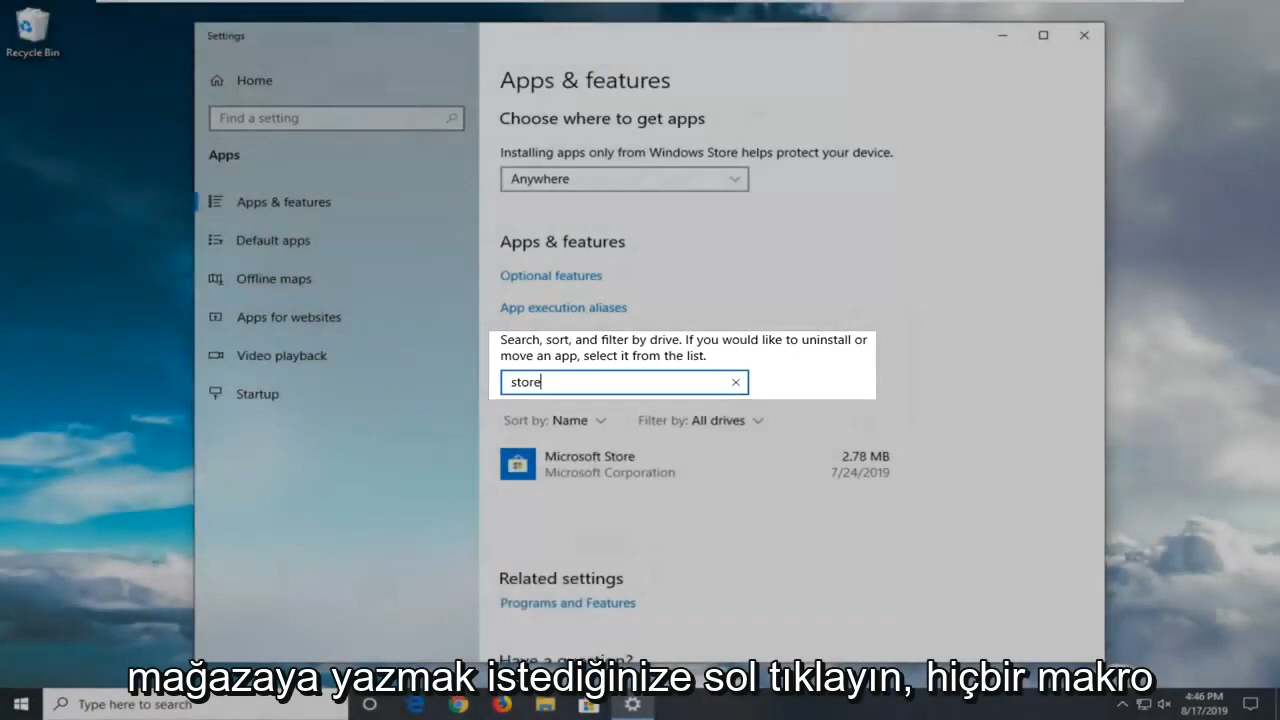 Recycle Bin
Settings
Home
Find a setting
Apps
Apps & features
Default apps
Offline maps
Apps for websites
Video playback
Startup
Apps & features
Choose where to get apps
Installing apps only from Windows Store helps protect your device.
Anywhere
Apps & features
Optional features
App execution aliases
Search, sort, and filter by drive. If you would like to uninstall or
move an app, select it from the list.
store
Sort by: Name Filter by: All drives
Microsoft Store 2.78 MB
Microsoft Corporation 7/24/2019
Related settings
Programs and Features
Have a question?
mağazaya yazmak istediğinize sol tıklayın, hiçbir makro
Type here to search
4:46 PM
8/17/2019